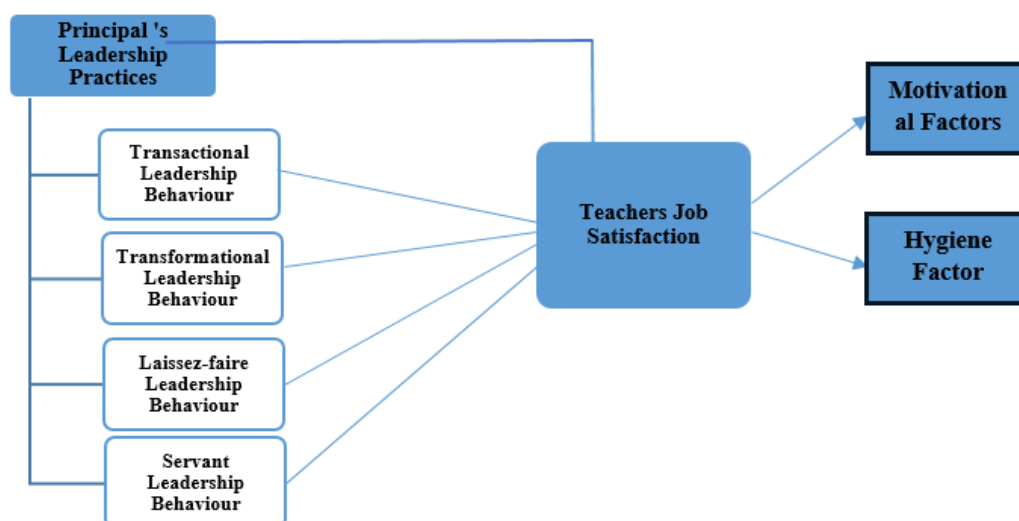 Principal 's
Leadership
Practices
Transactional
Leadership
Behaviour
Transformational
Leadership
Behaviour
Laissez-faire
Leadership
Behaviour
Servant
Leadership
Behaviour
Teachers Job
Satisfaction
Motivation
al Factors
Hygiene
Factor